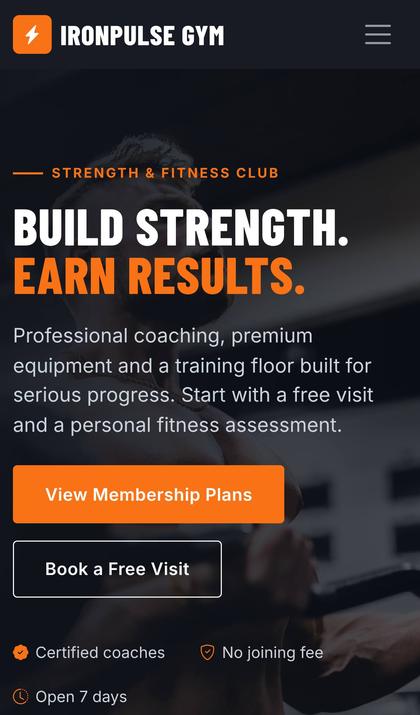 IRONPULSE GYM
STRENGTH & FITNESS CLUB
BUILD STRENGTH.
EARN RESULTS.
Professional coaching, premium
equipment and a training floor built for
serious progress. Start with a free visit
and a personal fitness assessment.
View Membership Plans
Book a Free Visit
Certified coaches
No joining fee
Open 7 days